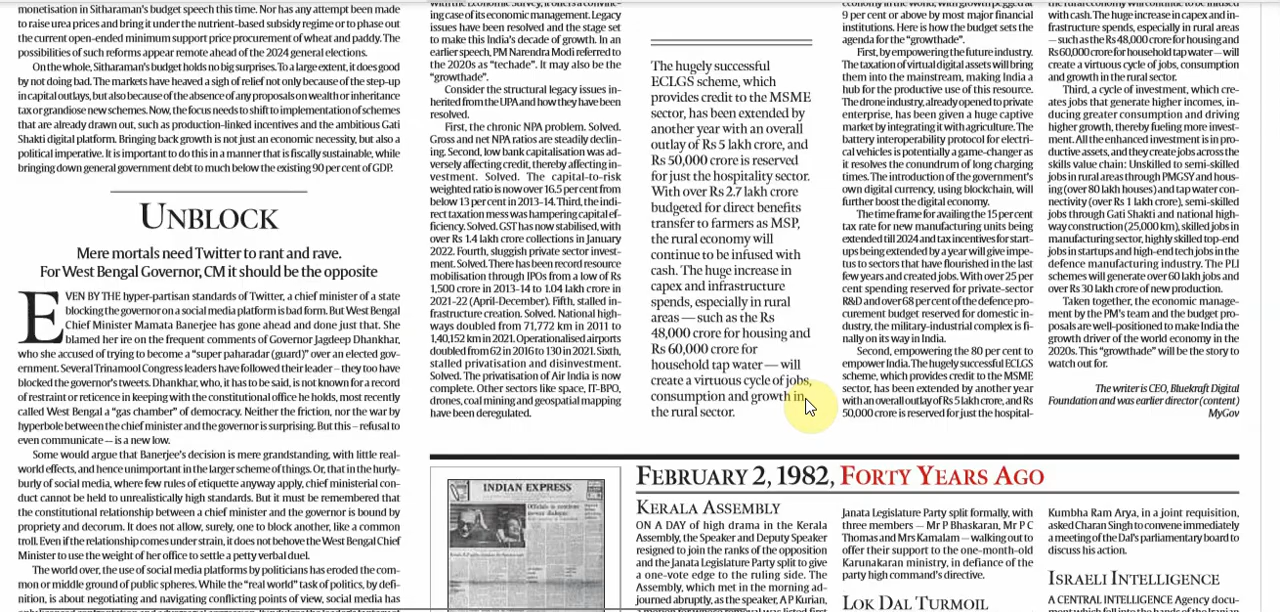 monetisation in Sitharaman's budget speech this time. Nor has any attempt been
made to raise urea prices and bring it under the nutrient-based subsidy regime or to phase out
the current open-ended minimum support price procurement of wheat and paddy. The
possibilities of such reforms appear remote ahead of the 2024 general elections.
On the whole, Sitharaman's budget holds no big surprises. To a large extent, it does good
by not doing bad. The markets have heaved a sigh of relief not only because of the step-up
in capital outlays, but also because of the absence of any proposals on wealth or inheritance
tax or grandiose new schemes. Now, the focus needs to shift to implementation of schemes
that are already drawn out, such as production-linked incentives and the ambitious Gati
Shakti digital platform. Bringing back growth is not just an economic necessity, but also a
political imperative. It is important to do this in a manner that is fiscally sustainable, while
bringing down general government debt to much below the existing 90 per cent of GDP.
UNBLOCK
Mere mortals need Twitter to rant and rave.
For West Bengal Governor, CM it should be the opposite
EVEN BY THE hyper-partisan standards of Twitter, a chief minister of a state
blocking the governor on a social media platform is bad form. But West Bengal
Chief Minister Mamata Banerjee has gone ahead and done just that. She
blamed her ire on the frequent comments of Governor Jagdeep Dhankhar,
who she accused of trying to become a "super paharadar (guard)" over an elected gov-
ernment. Several Trinamool Congress leaders have followed their leader – they too have
blocked the governor's tweets. Dhankhar, who, it has to be said, is not known for a record
of restraint or reticence in keeping with the constitutional office he holds, most recently
called West Bengal a "gas chamber" of democracy. Neither the friction, nor the war by
hyperbole between the chief minister and the governor is surprising. But this – refusal to
even communicate — is a new low.
Some would argue that Banerjee's decision is mere grandstanding, with little real-
world effects, and hence unimportant in the larger scheme of things. Or, that in the hurly-
burly of social media, where few rules of etiquette anyway apply, chief ministerial con-
duct cannot be held to unrealistically high standards. But it must be remembered that
the constitutional relationship between a chief minister and the governor is bound by
propriety and decorum. It does not allow, surely, one to block another, like a common
troll. Even if the relationship comes under strain, it does not behove the West Bengal Chief
Minister to use the weight of her office to settle a petty verbal duel.
The world over, the use of social media platforms by politicians has eroded the com-
mon or middle ground of public spheres. While the "real world" task of politics, by defi-
nition, is about negotiating and navigating conflicting points of view, social media has
ing case of its economic management. Legacy
issues have been resolved and the stage set
to make this India's decade of growth. In an
earlier speech, PM Narendra Modi referred to
the 2020s as "techade". It may also be the
"growthade".
Consider the structural legacy issues in-
herited from the UPA and how they have been
resolved.
First, the chronic NPA problem. Solved.
Gross and net NPA ratios are steadily declin-
ing. Second, low bank capitalisation was ad-
versely affecting credit, thereby affecting in-
vestment. Solved. The capital-to-risk
weighted ratio is now over 16.5 per cent from
below 13 per cent in 2013-14. Third, the indi-
rect taxation mess was hampering capital ef-
ficiency. Solved. GST has now stabilised, with
over Rs 1.4 lakh crore collections in January
2022. Fourth, sluggish private sector invest-
ment. Solved. There has been record resource
mobilisation through IPOs from a low of Rs
1,500 crore in 2013-14 to 1.04 lakh crore in
2021-22 (April-December). Fifth, stalled in-
frastructure creation. Solved. National high-
ways doubled from 71,772 km in 2011 to
1,40,152 km in 2021. Operationalised airports
doubled from 62 in 2016 to 130 in 2021. Sixth,
stalled privatisation and disinvestment.
Solved. The privatisation of Air India is now
complete. Other sectors like space, IT-BPO,
drones, coal mining and geospatial mapping
have been deregulated.
The hugely successful
ECLGS scheme, which
provides credit to the MSME
sector, has been extended by
another year with an overall
outlay of Rs 5 lakh crore, and
Rs 50,000 crore is reserved
for just the hospitality sector.
With over Rs 2.7 lakh crore
budgeted for direct benefits
transfer to farmers as MSP,
the rural economy will
continue to be infused with
cash. The huge increase in
capex and infrastructure
spends, especially in rural
areas — such as the Rs
48,000 crore for housing and
Rs 60,000 crore for
household tap water — will
create a virtuous cycle of jobs,
consumption and growth in
the rural sector.
9 per cent or above by most major financial
institutions. Here is how the budget sets the
agenda for the "growthade".
First, by empowering the future industry.
The taxation of virtual digital assets will bring
them into the mainstream, making India a
hub for the productive use of this resource.
The drone industry, already opened to private
enterprise, has been given a huge captive
market by integrating it with agriculture. The
battery interoperability protocol for electri-
cal vehicles is potentially a game-changer as
it resolves the conundrum of long charging
times. The introduction of the government's
own digital currency, using blockchain, will
further boost the digital economy.
The time frame for availing the 15 per cent
tax rate for new manufacturing units being
extended till 2024 and tax incentives for start-
ups being extended by a year will give impe-
tus to sectors that have flourished in the last
few years and created jobs. With over 25 per
cent spending reserved for private-sector
R&D and over 68 per cent of the defence pro-
curement budget reserved for domestic in-
dustry, the military-industrial complex is fi-
nally on its way in India.
Second, empowering the 80 per cent to
empower India. The hugely successful ECLGS
scheme, which provides credit to the MSME
sector, has been extended by another year
with an overall outlay of Rs 5 lakh crore, and Rs
50,000 crore is reserved for just the hospital-
with cash. The huge increase in capex and in-
frastructure spends, especially in rural areas
— such as the Rs 48,000 crore for housing and
Rs 60,000 crore for household tap water — will
create a virtuous cycle of jobs, consumption
and growth in the rural sector.
Third, a cycle of investment, which cre-
ates jobs that generate higher incomes, in-
ducing greater consumption and driving
higher growth, thereby fueling more invest-
ment. All the enhanced investment is in pro-
ductive assets, and they create jobs across the
skills value chain: Unskilled to semi-skilled
jobs in rural areas through PMGSY and hous-
ing (over 80 lakh houses) and tap water con-
nectivity (over Rs 1 lakh crore), semi-skilled
jobs through Gati Shakti and national high-
way construction (25,000 km), skilled jobs in
manufacturing sector, highly skilled top-end
jobs in startups and high-end tech jobs in the
defence manufacturing industry. The PLI
schemes will generate over 60 lakh jobs and
over Rs 30 lakh crore of new production.
Taken together, the economic manage-
ment by the PM's team and the budget pro-
posals are well-positioned to make India the
growth driver of the world economy in the
2020s. This "growthade" will be the story to
watch out for.
The writer is CEO, Bluekraft Digital
Foundation and was earlier director (content)
MyGov
INDIAN EXPRESS
FEBRUARY 2, 1982, FORTY YEARS AGO
KERALA ASSEMBLY
ON A DAY of high drama in the Kerala
Assembly, the Speaker and Deputy Speaker
resigned to join the ranks of the opposition
and the Janata Legislature Party split to give
a one-vote edge to the ruling side. The
Assembly, which met in the morning ad-
journed abruptly, as the speaker, A P Kurian,
Janata Legislature Party split formally, with
three members — Mr P Bhaskaran, Mr P C
Thomas and Mrs Kamalam — walking out to
offer their support to the one-month-old
Karunakaran ministry, in defiance of the
party high command's directive.
LOK DAL TURMOIL
Kumbha Ram Arya, in a joint requisition,
asked Charan Singh to convene immediately
a meeting of the Dal's parliamentary board to
discuss his action.
ISRAELI INTELLIGENCE
A CENTRAL INTELLIGENCE Agency docu-